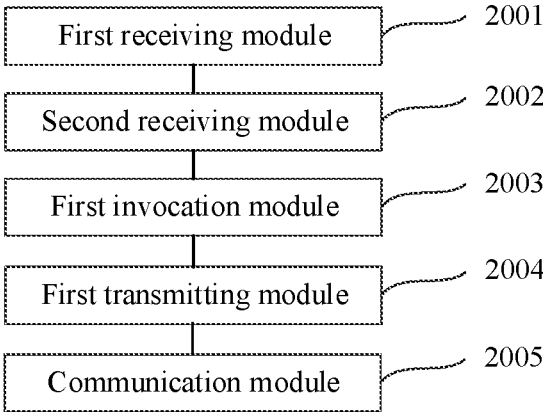 First receiving module 2001
Second receiving module 2002
First invocation module 2003
First transmitting module 2004
Communication module 2005